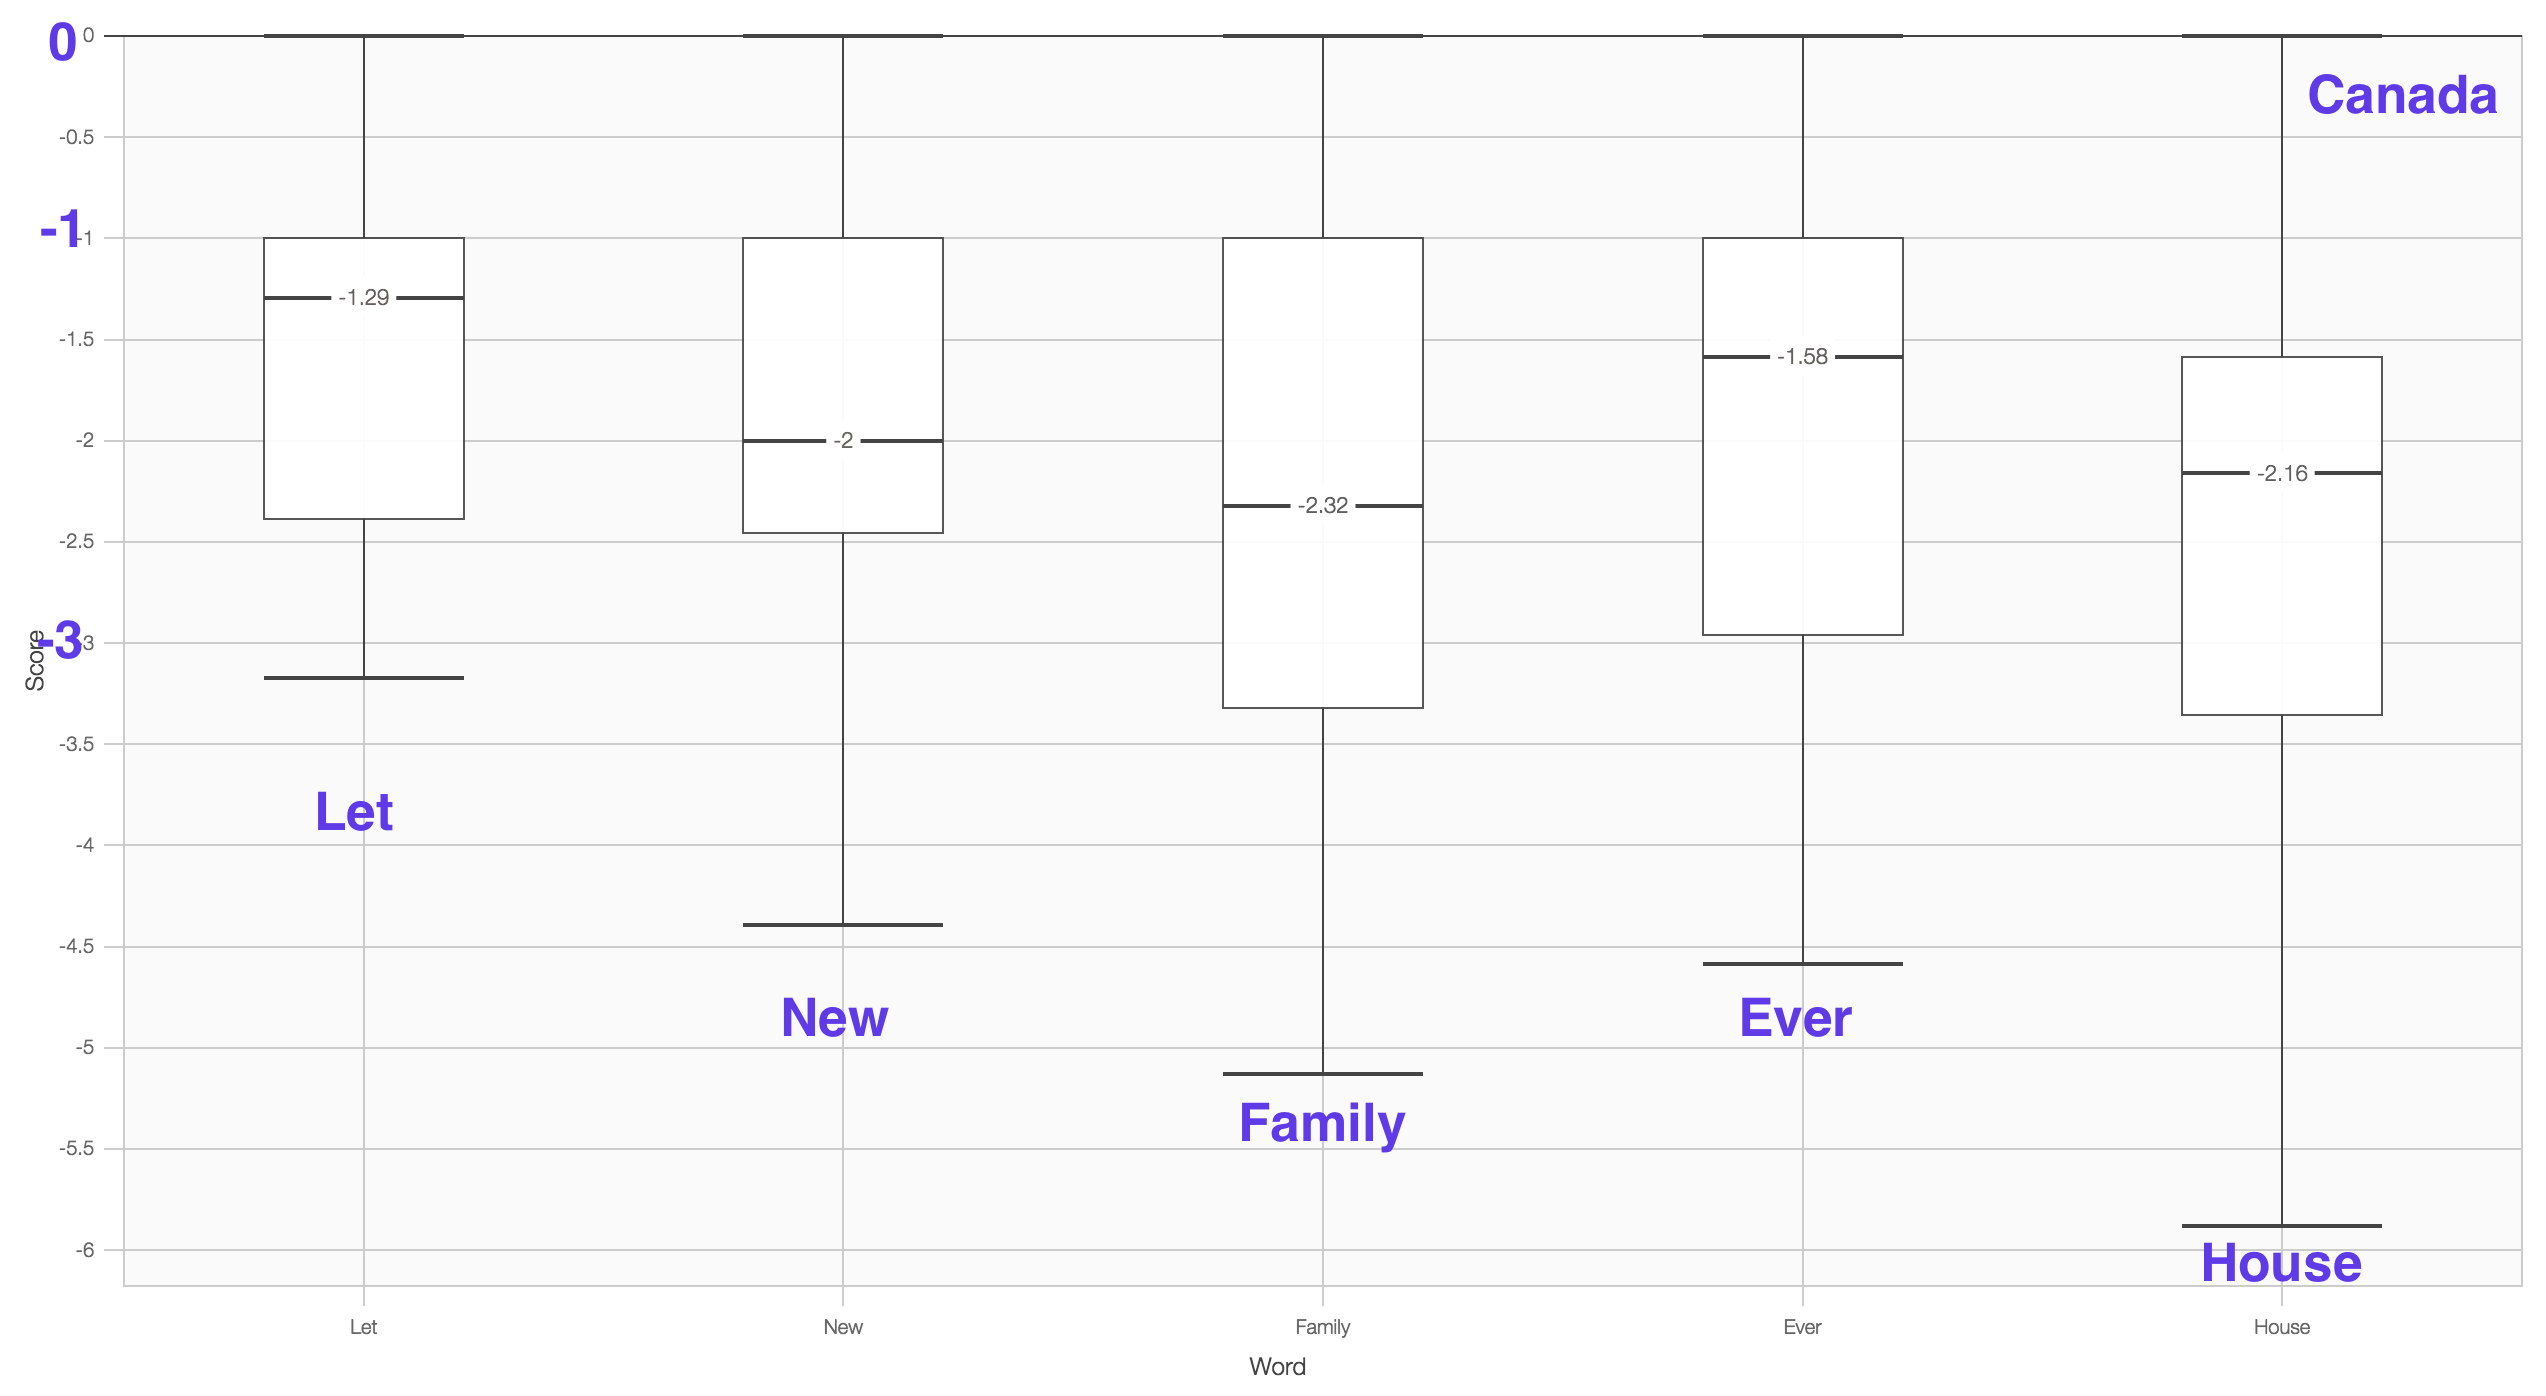 0 0
Canada
-0.5
-1 -1
-1.29
-1.5
-1.58
-2
-2
-2.16
-2.32
-2.5
-3 -3
Score
-3.5
Let
-4
-4.5
New
Ever
-5
Family
-5.5
-6
House
Let New Family Ever House
Word